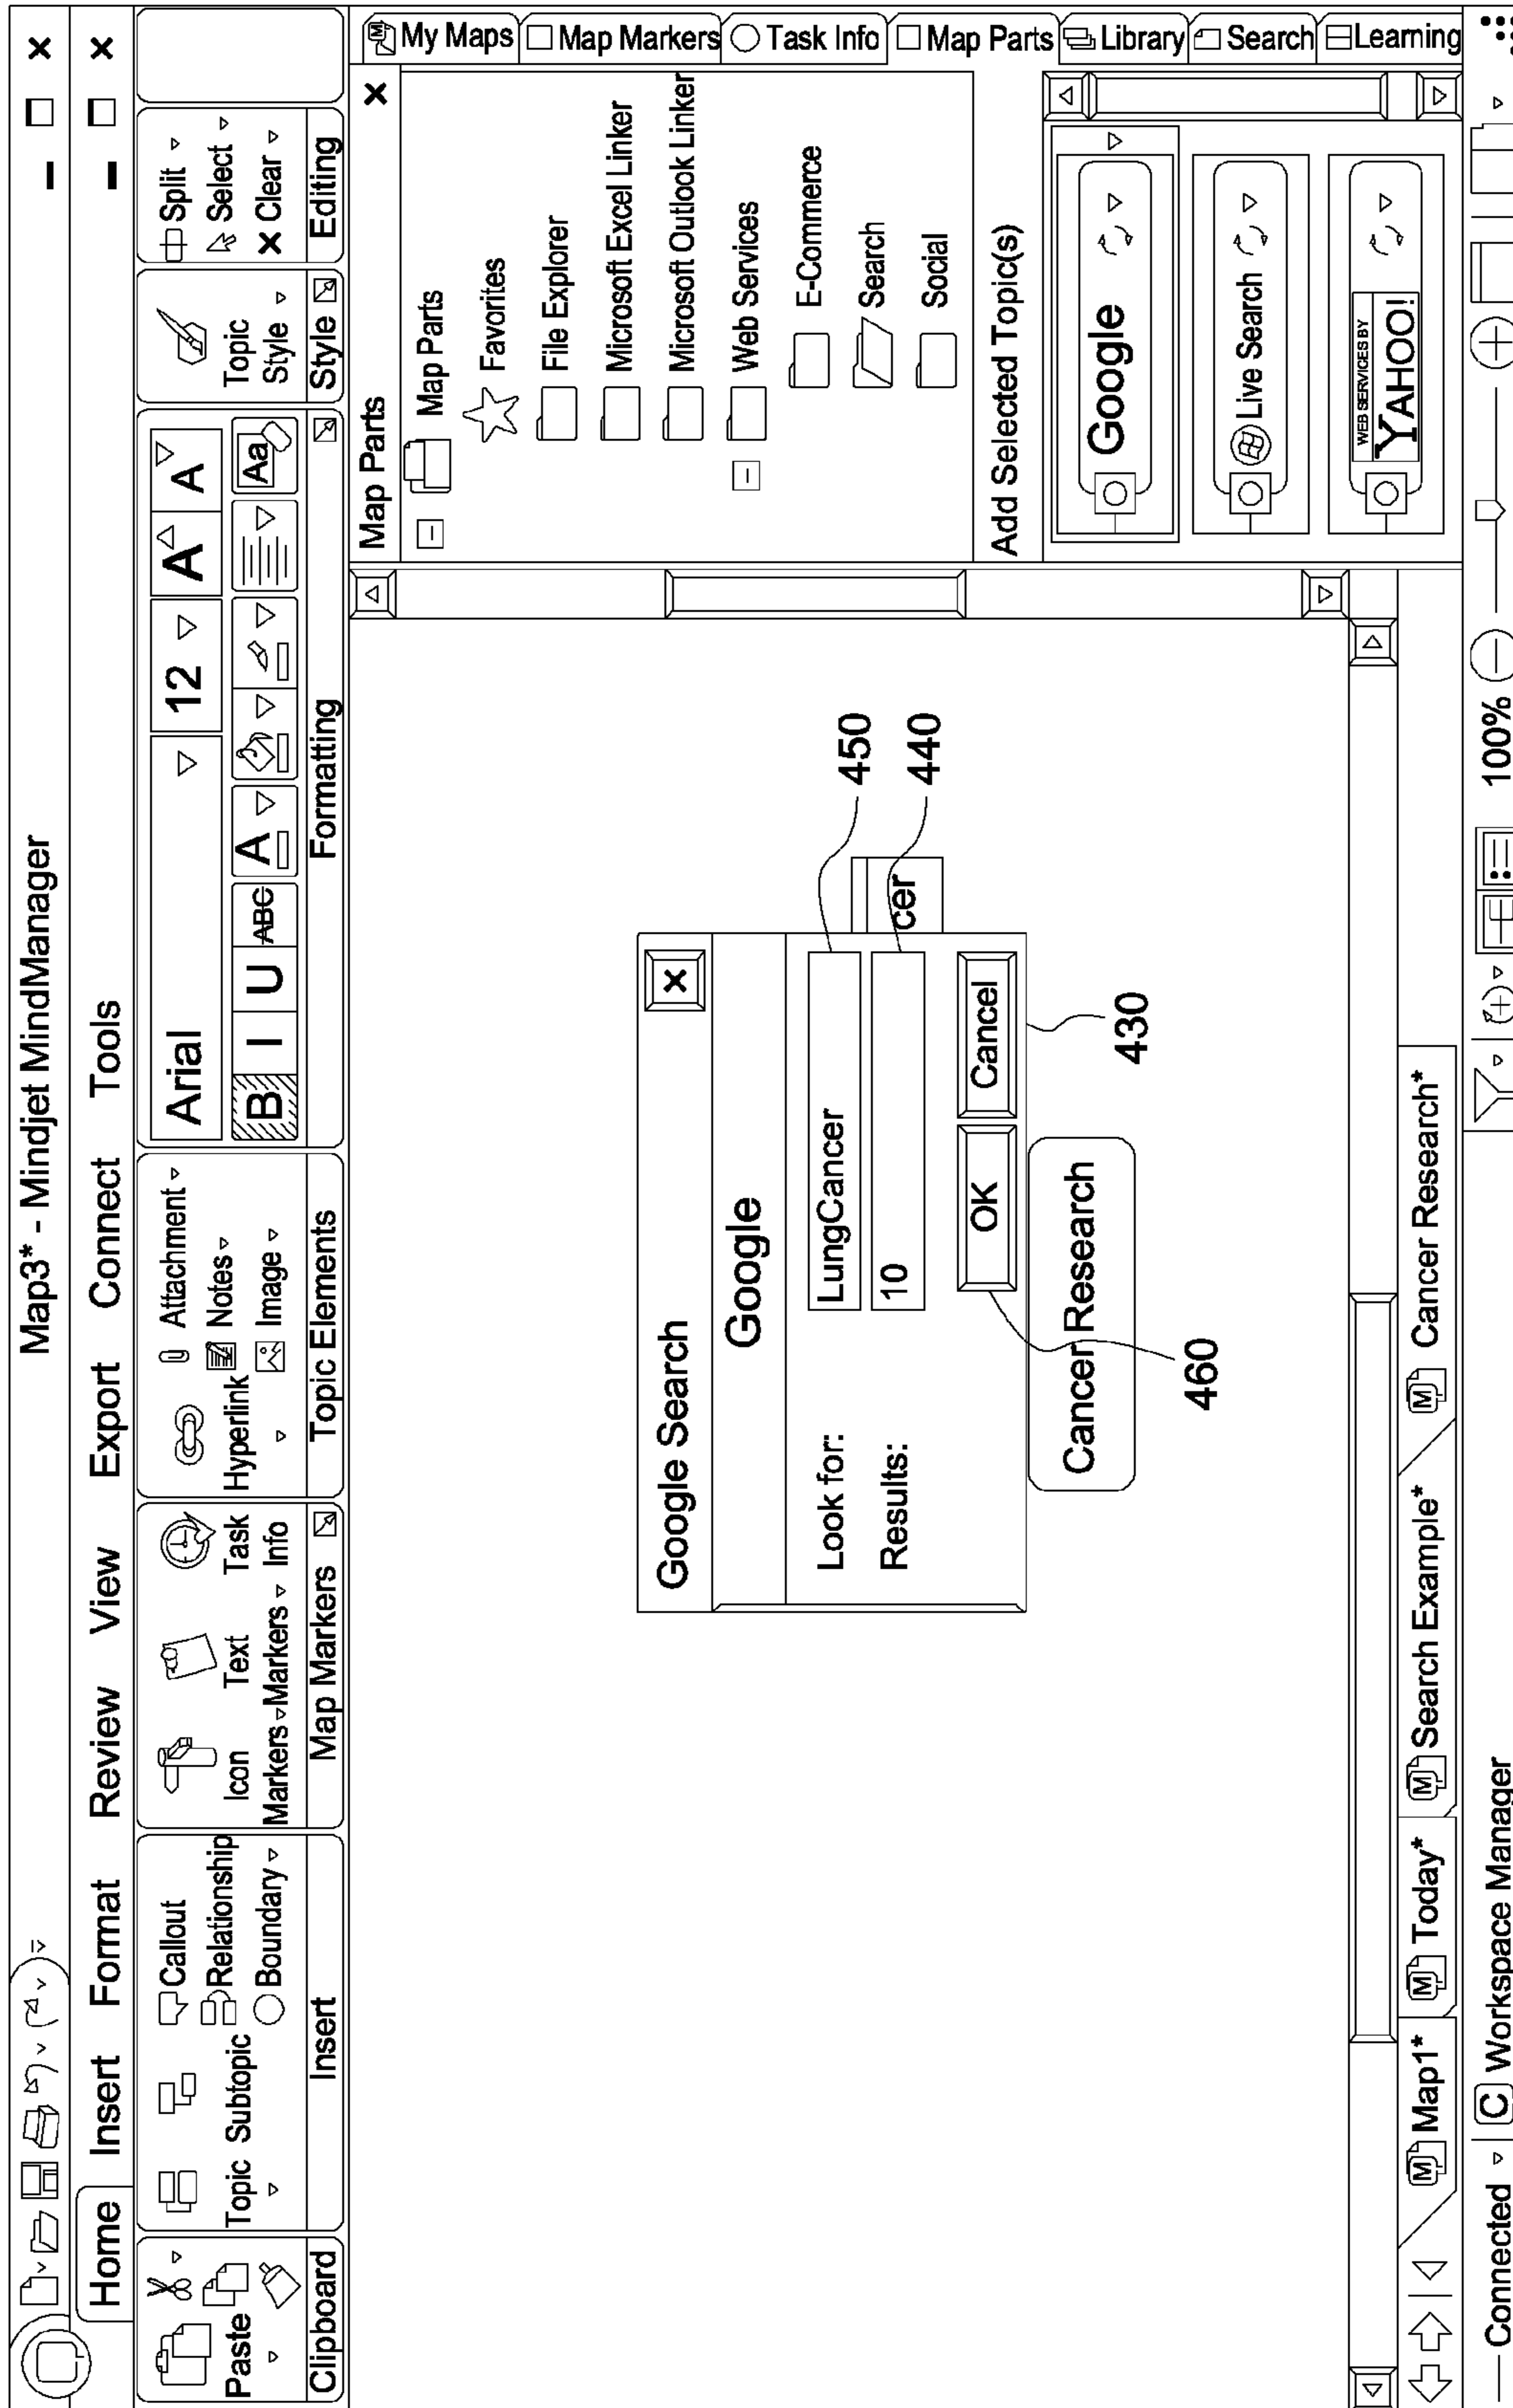 Map3* - Mindjet MindManager
Home Insert Format Review View Export Connect Tools
Paste
Clipboard
Topic Subtopic
Callout
Relationship
Boundary
Insert
Icon Markers
Text Markers
Task Info
Map Markers
Hyperlink
Attachment
Notes
Image
Topic Elements
Arial 12 A A
B I U ABC A Aa
Formatting
Topic Style
Style
Split
Select
Clear
Editing
Map Parts
Map Parts
Favorites
File Explorer
Microsoft Excel Linker
Microsoft Outlook Linker
Web Services
E-Commerce
Search
Social
Add Selected Topic(s)
Google
Live Search
WEB SERVICES BY
YAHOO!
My Maps
Map Markers
Task Info
Map Parts
Library
Search
Learning
Google Search
Google
Look for: LungCancer
Results: 10
OK Cancel
cer
Cancer Research
450
440
430
460
Map1* Today* Search Example* Cancer Research*
Connected C Workspace Manager 100%